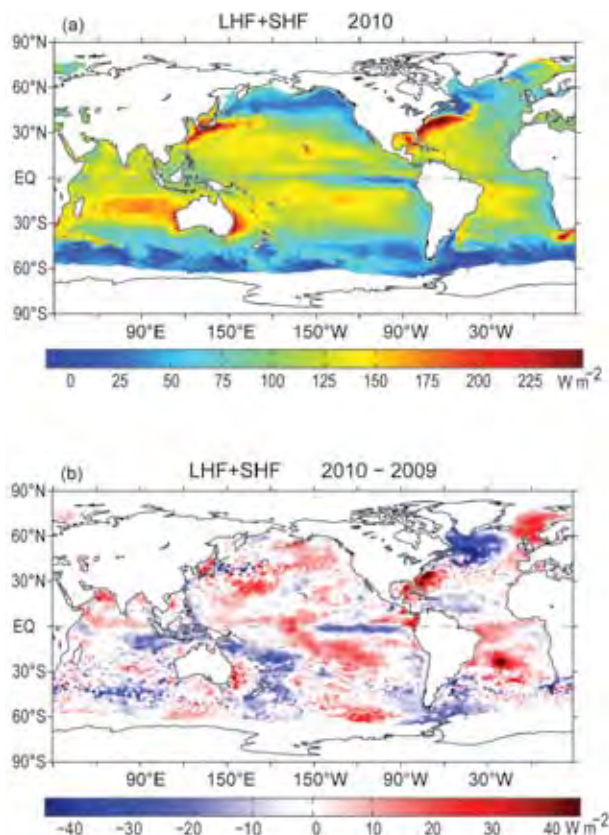 (a) LHF+SHF 2010
90°N
60°N
30°N
EQ
30°S
60°S
90°S
90°E 150°E 150°W 90°W 30°W
0 25 50 75 100 125 150 175 200 225 W m−2
(b) LHF+SHF 2010 − 2009
90°N
60°N
30°N
EQ
30°S
60°S
90°S
90°E 150°E 150°W 90°W 30°W
−40 −30 −20 −10 0 10 20 30 40 W m−2